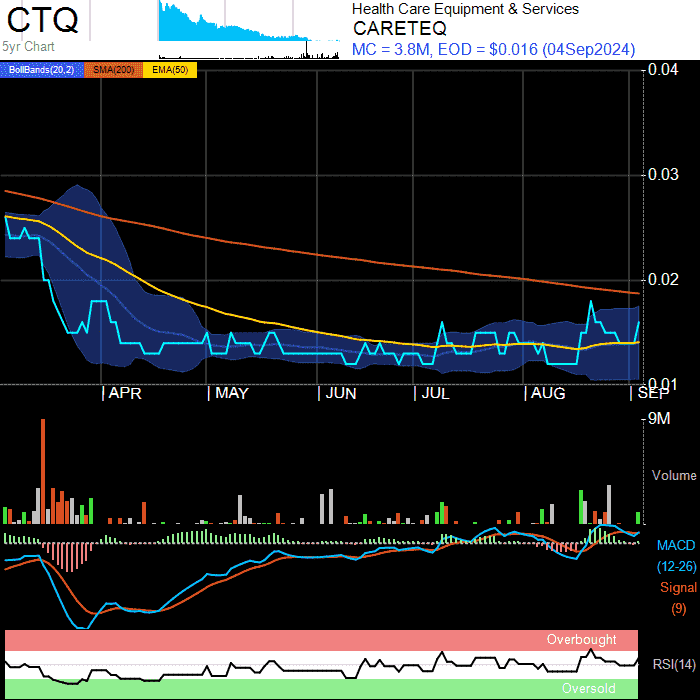 CTQ
5yr Chart
Health Care Equipment & Services
CARETEQ
MC = 3.8M, EOD = $0.016 (04Sep2024)
BollBands(20,2) SMA(200) EMA(50)
0.04
0.03
0.02
0.01
APR MAY JUN JUL AUG SEP
9M
Volume
MACD
(12-26)
Signal
(9)
Overbought
RSI(14)
Oversold